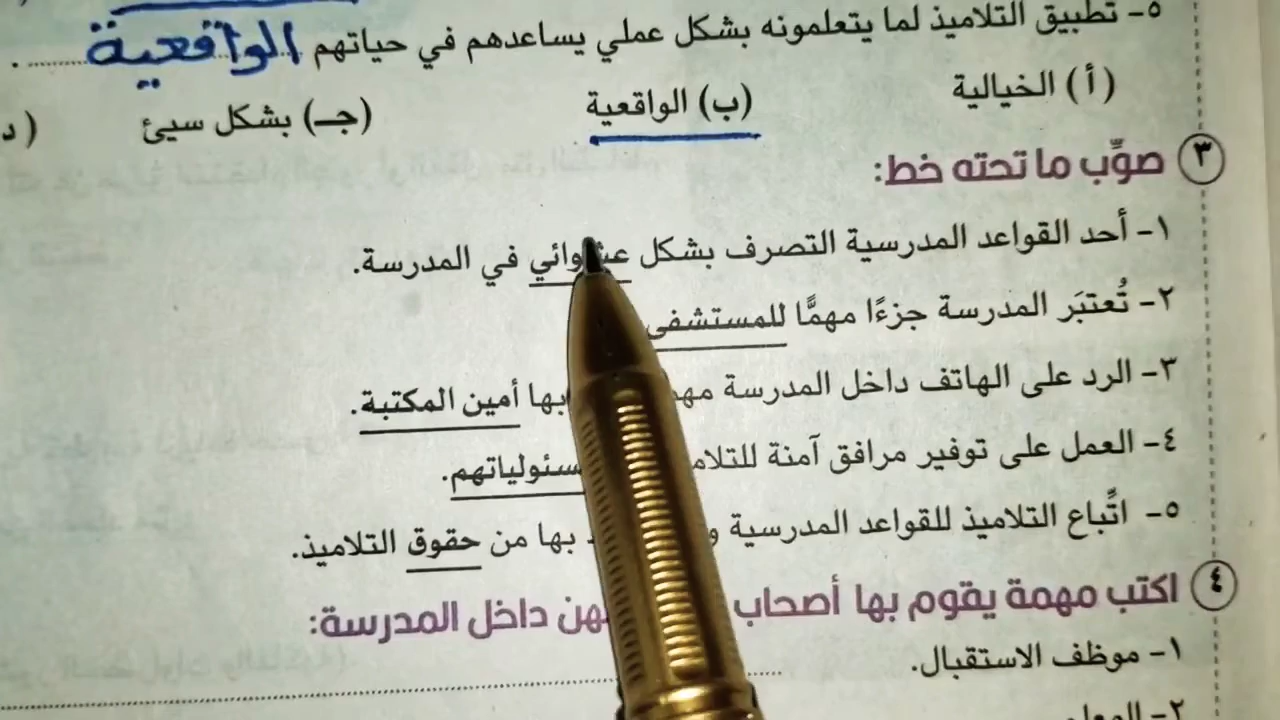 ٥- تطبيق التلاميذ لما يتعلمونه بشكل عملي يساعدهم في حياتهم الواقعية .
(أ) الخيالية (ب) الواقعية (جـ) بشكل سيئ (د
٣ صوِّب ما تحته خط:
١- أحد القواعد المدرسية التصرف بشكل عشوائي في المدرسة.
٢- تُعتبَر المدرسة جزءًا مهمًّا للمستشفى
٣- الرد على الهاتف داخل المدرسة بها أمين المكتبة.
٤- العمل على توفير مرافق آمنة
٥- اتِّباع التلاميذ للقواعد المدرسية بها من حقوق التلاميذ.
٤ اكتب مهمة يقوم بها أصحاب داخل المدرسة:
١- موظف الاستقبال.
٢- المعلم